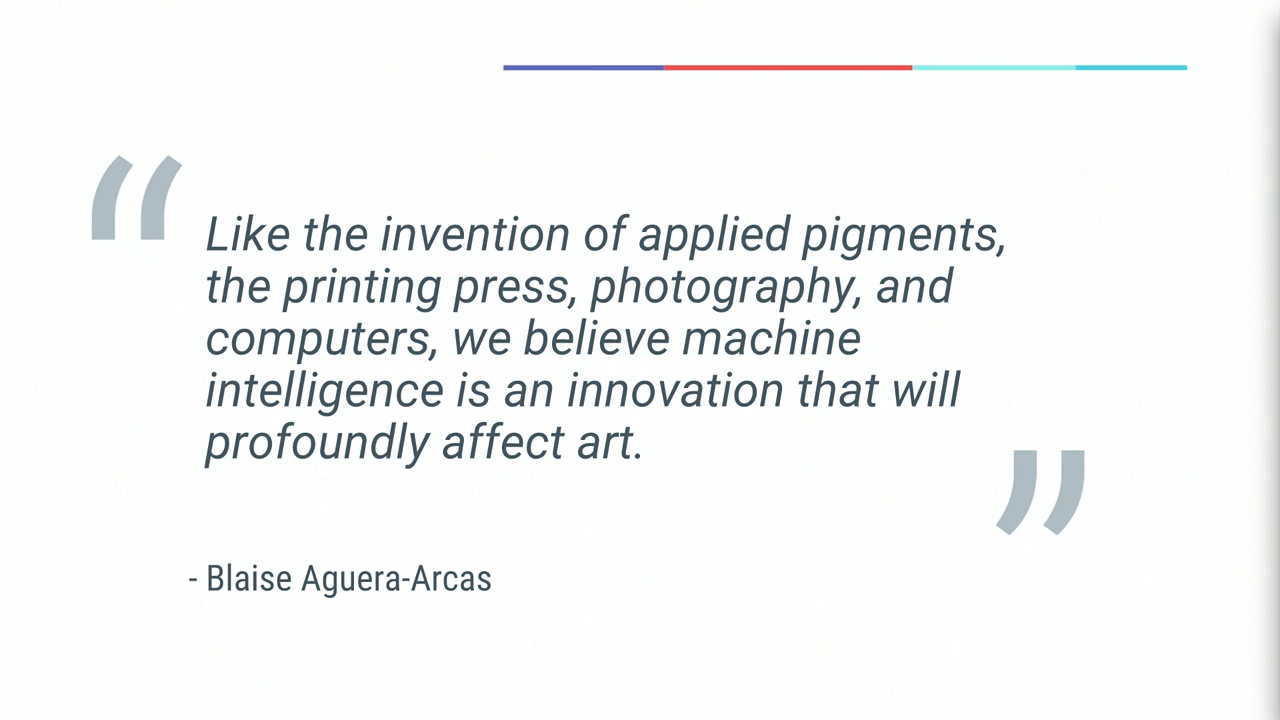 “
Like the invention of applied pigments,
the printing press, photography, and
computers, we believe machine
intelligence is an innovation that will
profoundly affect art.
”
- Blaise Aguera-Arcas